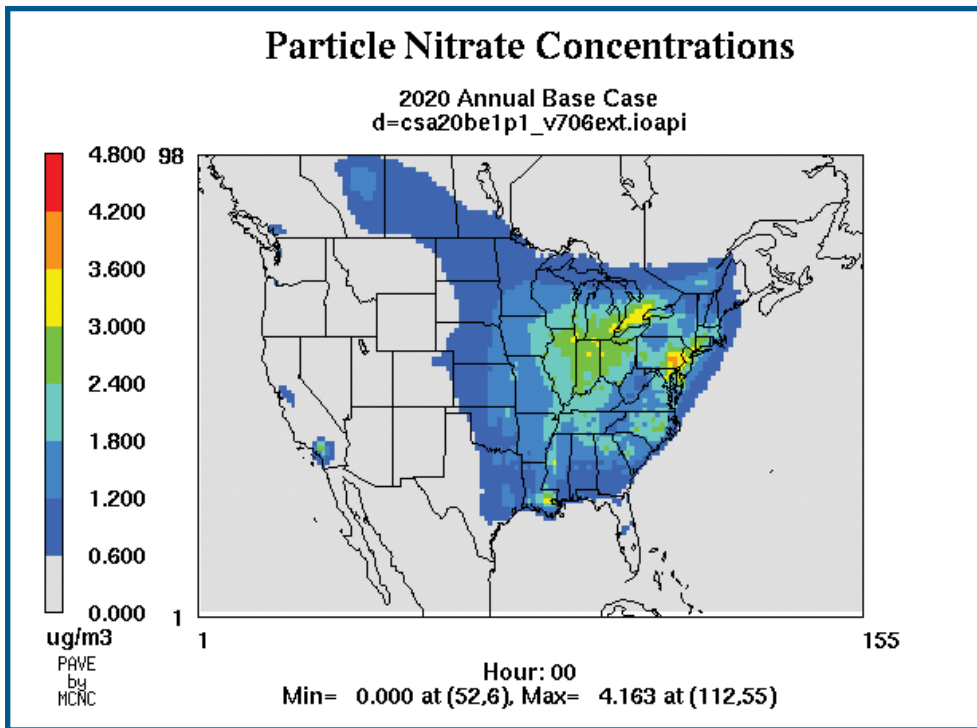 Particle Nitrate Concentrations
2020 Annual Base Case
d=csa20be1p1_v706ext.ioapi
4.800
4.200
3.600
3.000
2.400
1.800
1.200
0.600
0.000
ug/m3
PAVE
by
MCNC
98
1
1
155
Hour: 00
Min= 0.000 at (52,6), Max= 4.163 at (112,55)